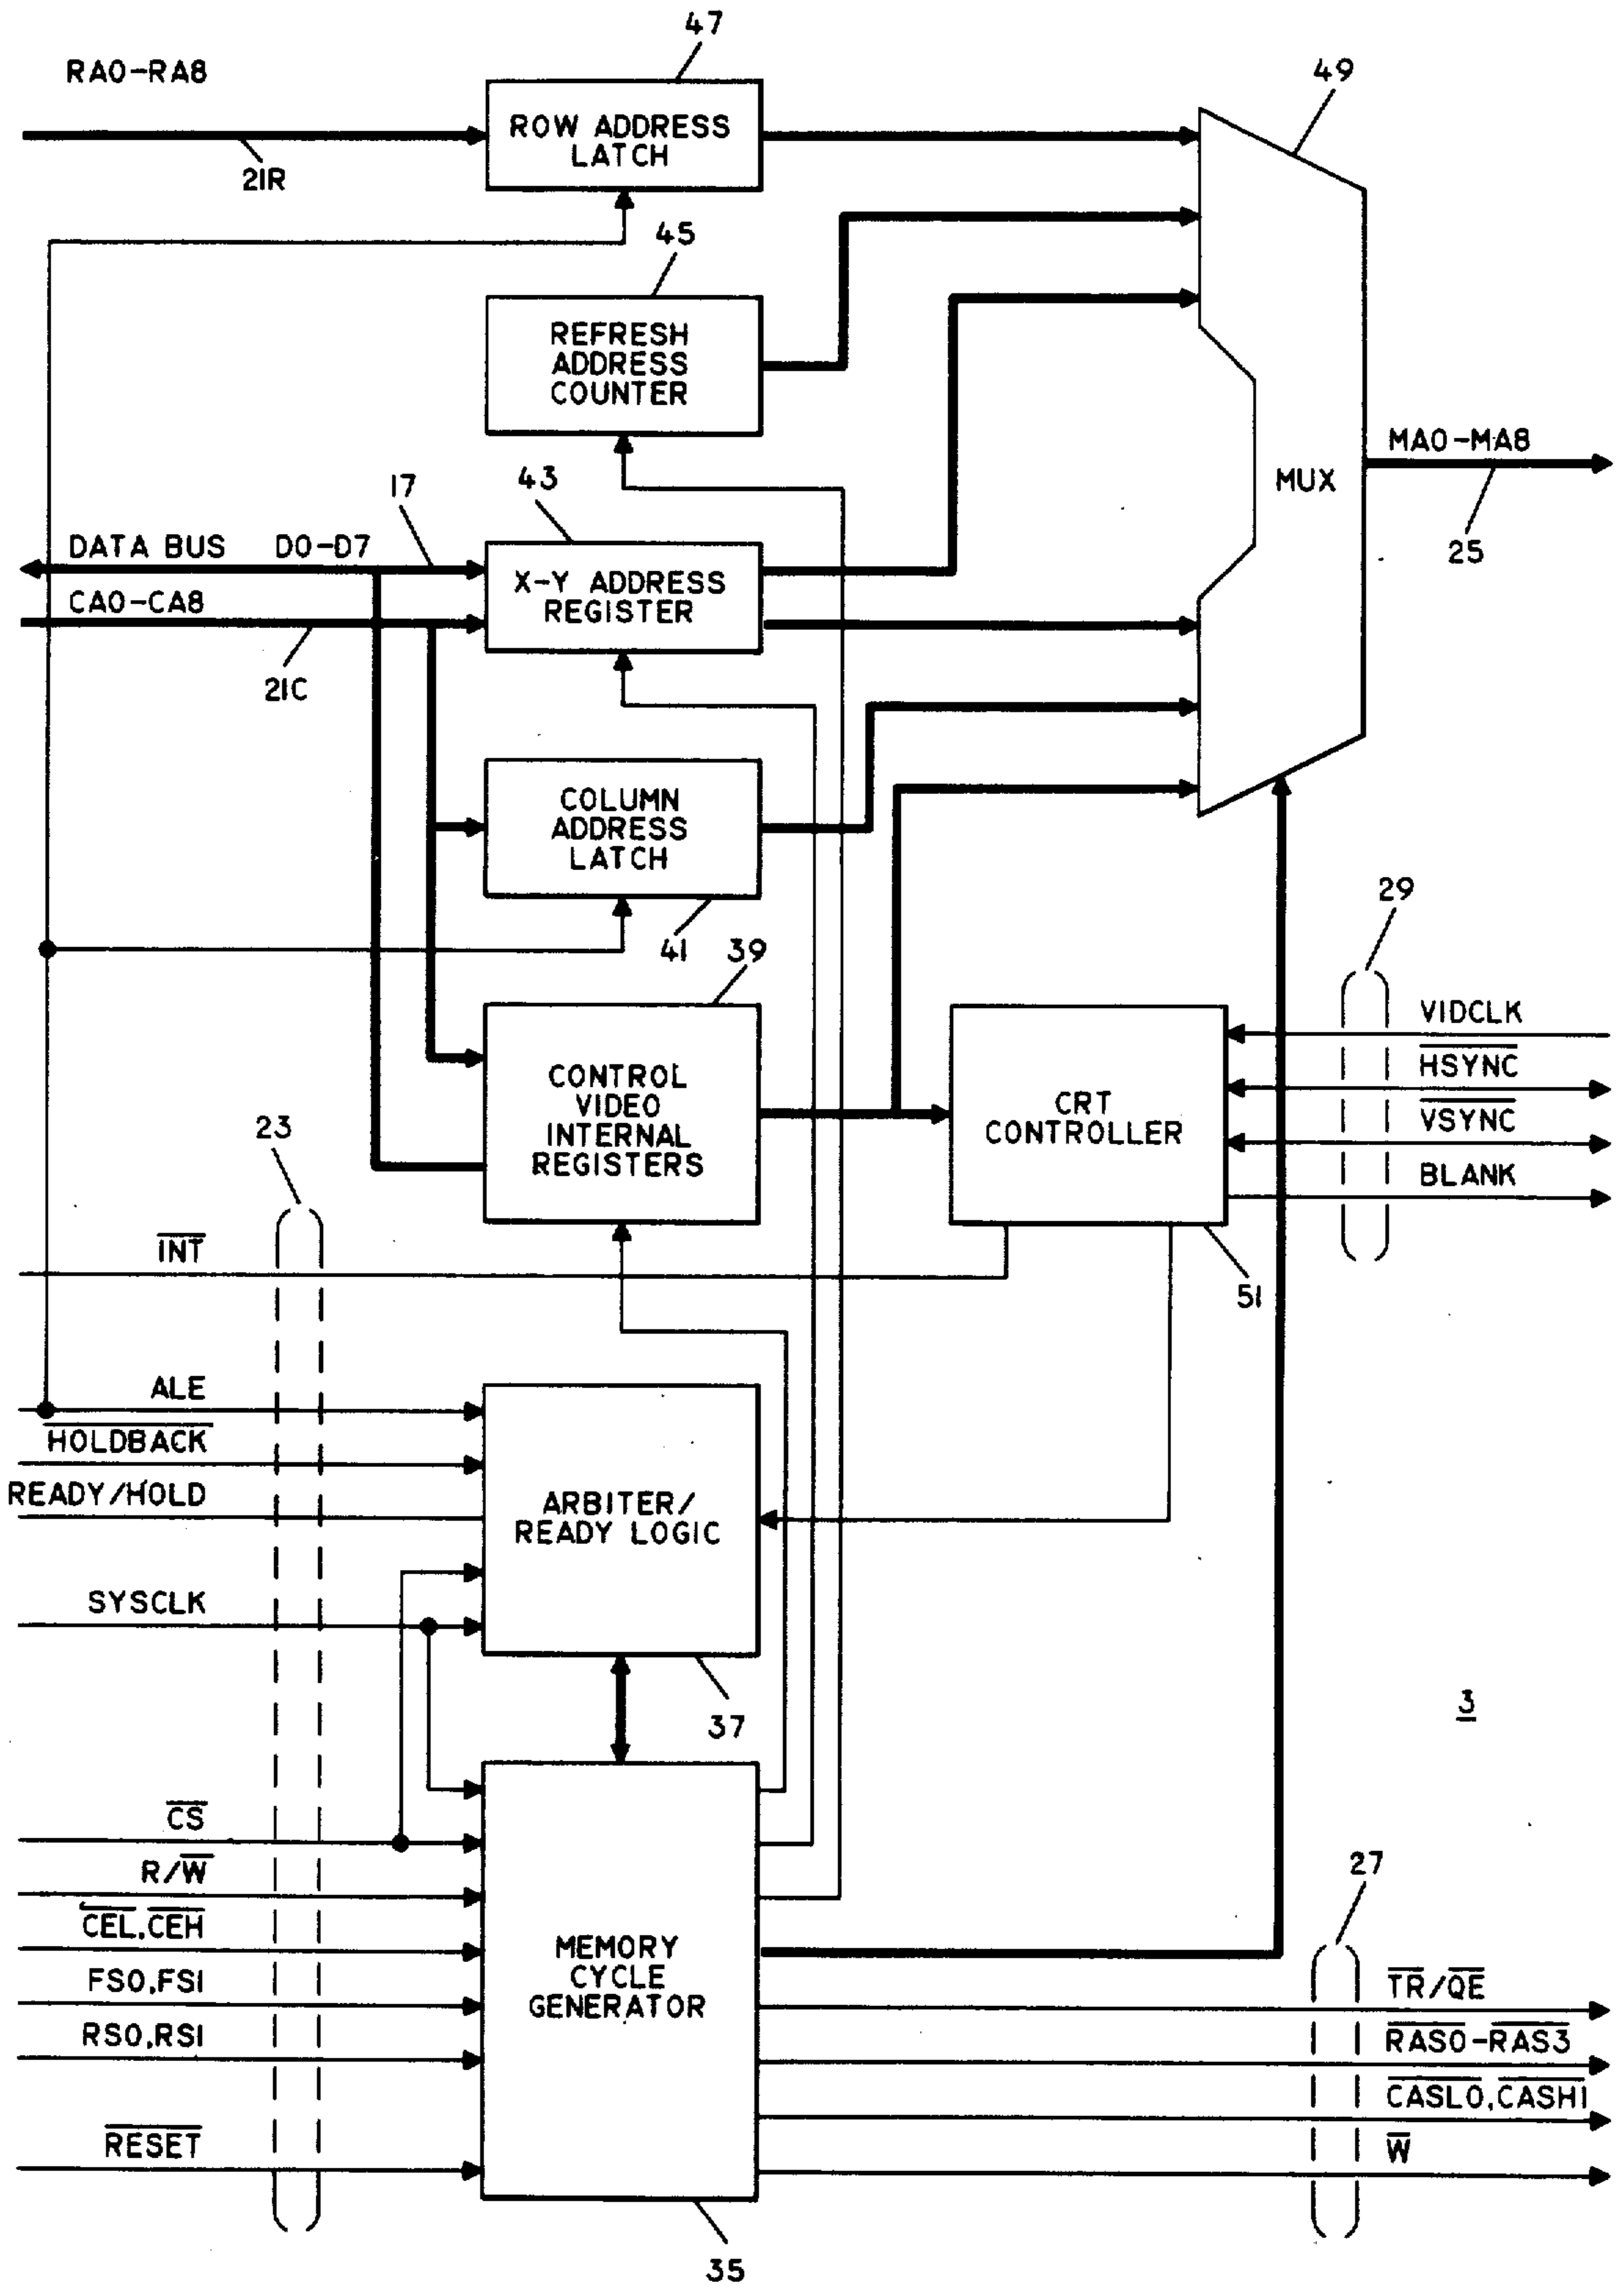 47
RA0-RA8
49
ROW ADDRESS
LATCH
21R
45
REFRESH
ADDRESS
COUNTER
MA0-MA8
17
43
MUX
DATA BUS D0-D7
25
X-Y ADDRESS
REGISTER
CA0-CA8
21C
COLUMN
ADDRESS
LATCH
29
41
39
VIDCLK
CONTROL
VIDEO
INTERNAL
REGISTERS
HSYNC
CRT
CONTROLLER
VSYNC
23
BLANK
INT
51
ALE
HOLDBACK
READY/HOLD
ARBITER/
READY LOGIC
SYSCLK
3
37
CS
R/W
27
CEL,CEH
MEMORY
CYCLE
GENERATOR
FS0,FS1
TR/QE
RS0,RS1
RAS0-RAS3
CASL0,CASH1
RESET
W
35